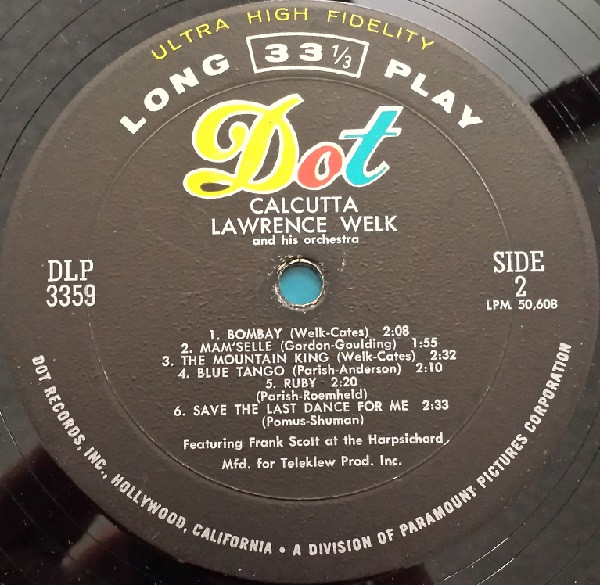 ULTRA HIGH FIDELITY
LONG 33 1/3 PLAY
Dot
CALCUTTA
LAWRENCE WELK
and his orchestra
DLP
3359
SIDE
2
LPM 50,608
1. BOMBAY (Welk-Cates) 2:08
2. MAM'SELLE (Gordon-Goulding) 1:55
3. THE MOUNTAIN KING (Welk-Cates) 2:32
4. BLUE TANGO (Parish-Anderson) 2:10
5. RUBY 2:20
(Parish-Roemheld)
6. SAVE THE LAST DANCE FOR ME 2:33
(Pomus-Shuman)
Featuring Frank Scott at the Harpsichard
Mfd. for Teleklew Prod. Inc.
DOT RECORDS, INC., HOLLYWOOD, CALIFORNIA • A DIVISION OF PARAMOUNT PICTURES CORPORATION